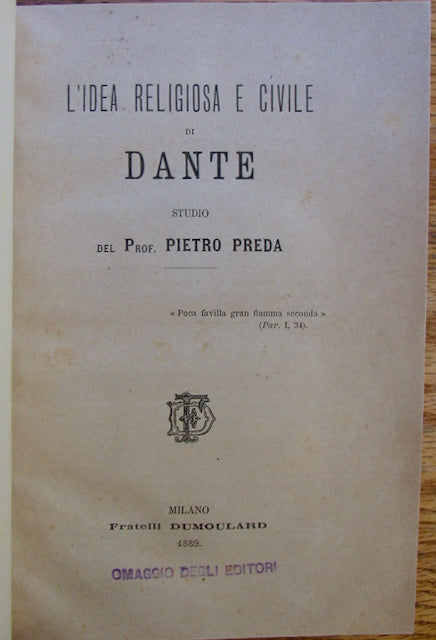 L'IDEA RELIGIOSA E CIVILE
DI
DANTE
STUDIO
DEL PROF. PIETRO PREDA
« Poca favilla gran fiamma seconda »
(Par. I, 34).
MILANO
Fratelli DUMOULARD
1889.
OMAGGIO DEGLI EDITORI